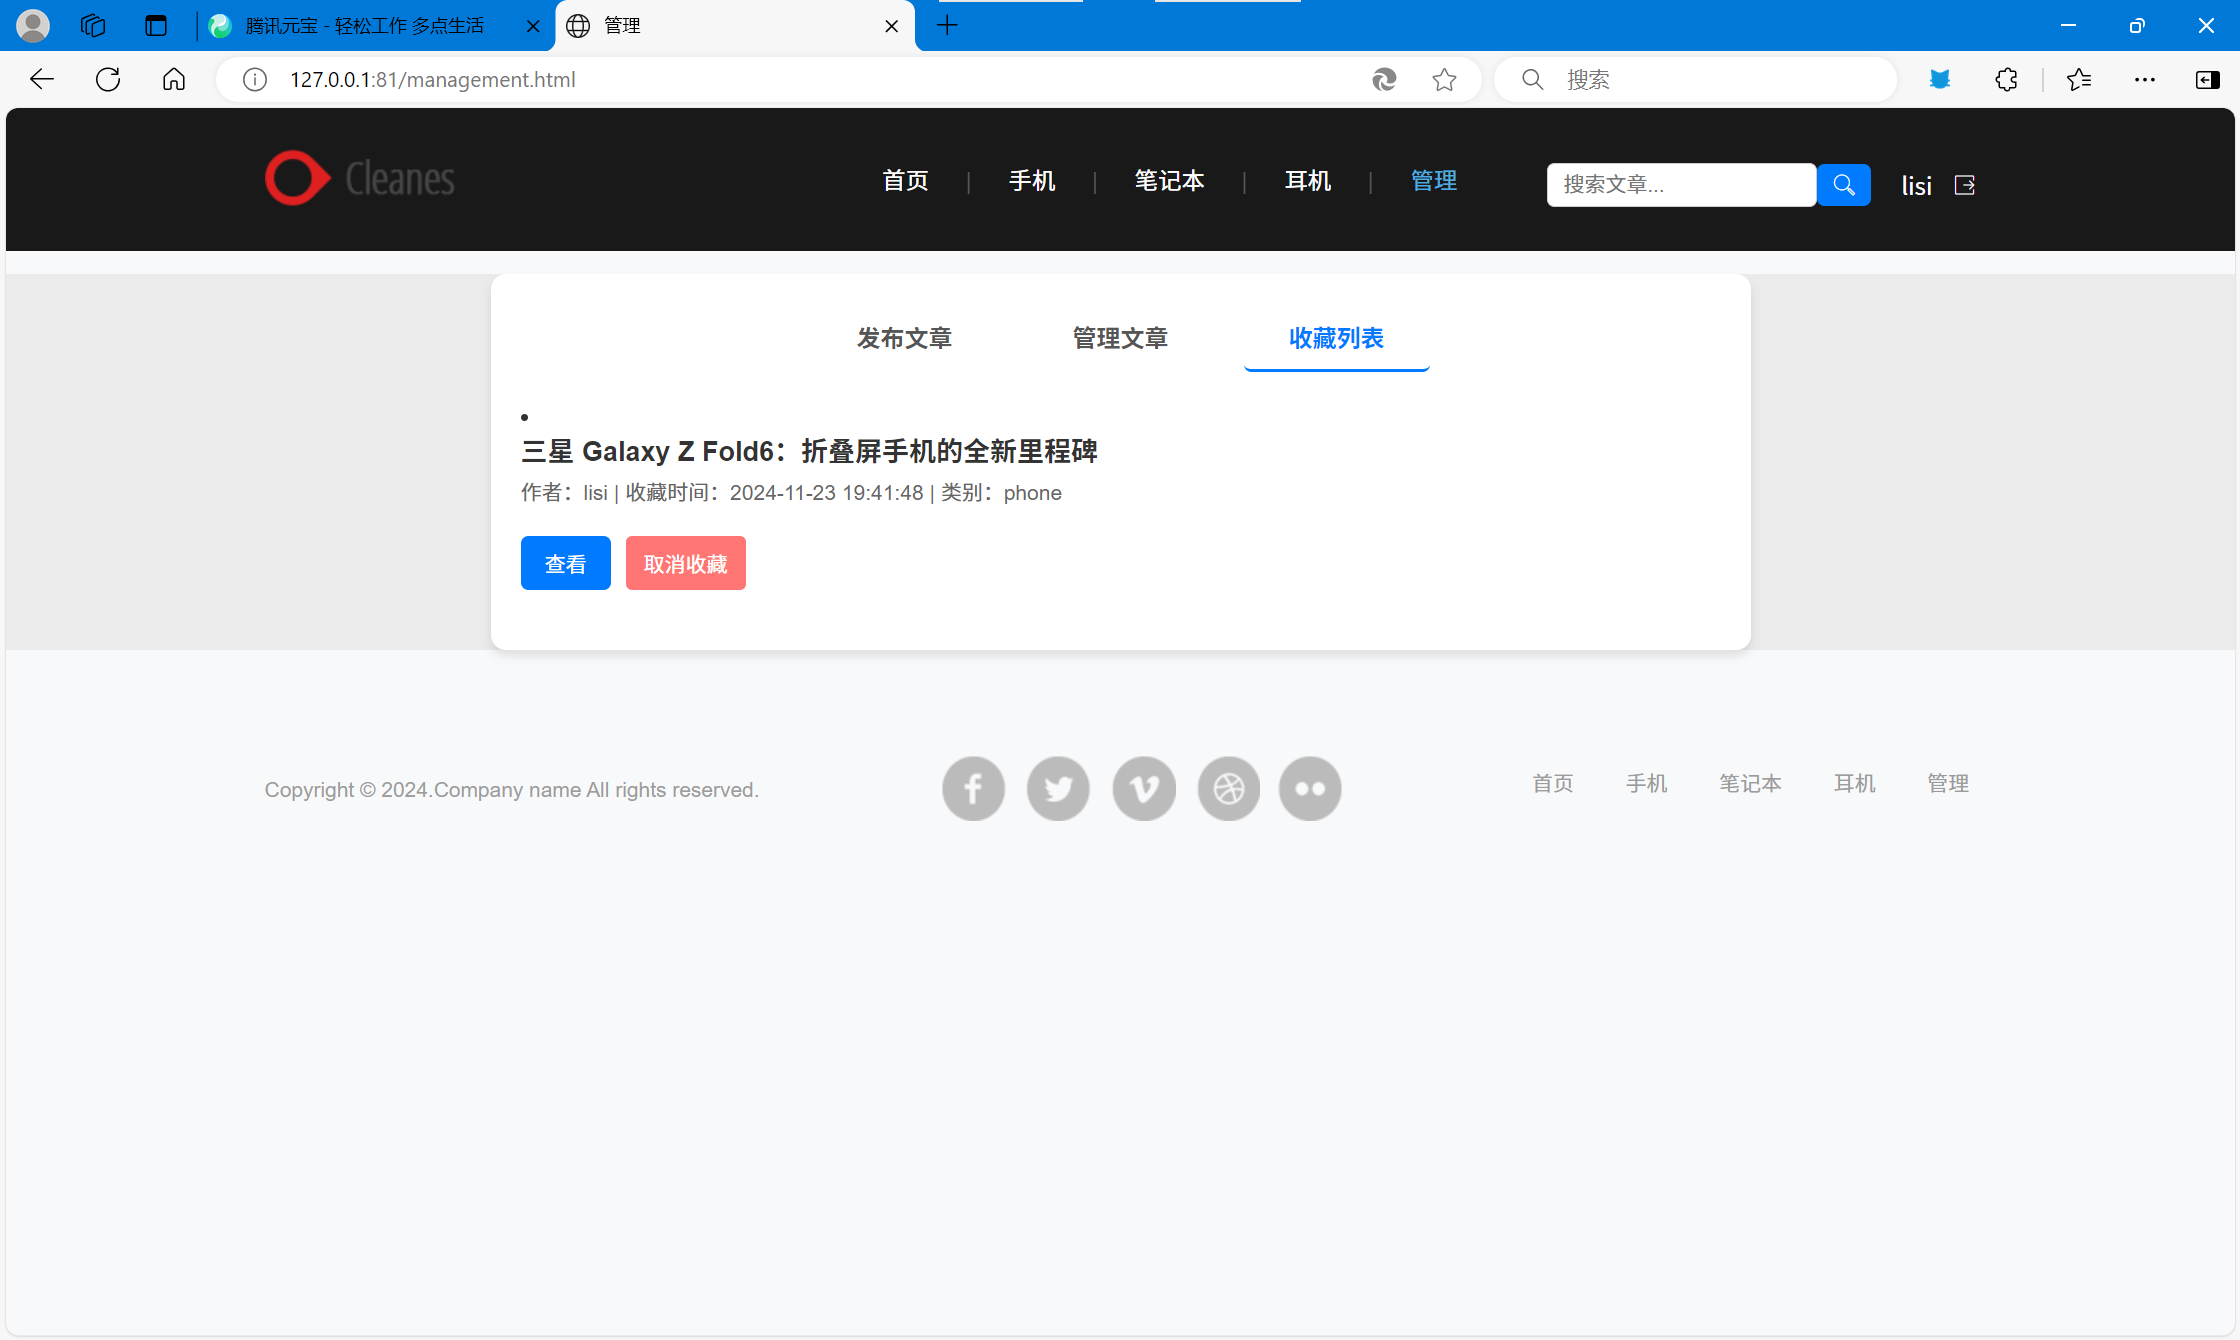 腾讯元宝 - 轻松工作 多点生活
管理
127.0.0.1:81/management.html
搜索
Cleanes
首页 | 手机 | 笔记本 | 耳机 | 管理
搜索文章...
lisi
发布文章
管理文章
收藏列表
三星 Galaxy Z Fold6：折叠屏手机的全新里程碑
作者：lisi | 收藏时间：2024-11-23 19:41:48 | 类别：phone
查看
取消收藏
Copyright © 2024.Company name All rights reserved.
首页 手机 笔记本 耳机 管理